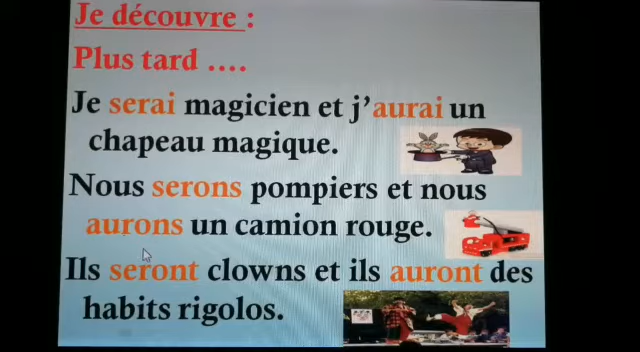 Je découvre :
Plus tard ....
Je serai magicien et j'aurai un
chapeau magique.
Nous serons pompiers et nous
aurons un camion rouge.
Ils seront clowns et ils auront des
habits rigolos.